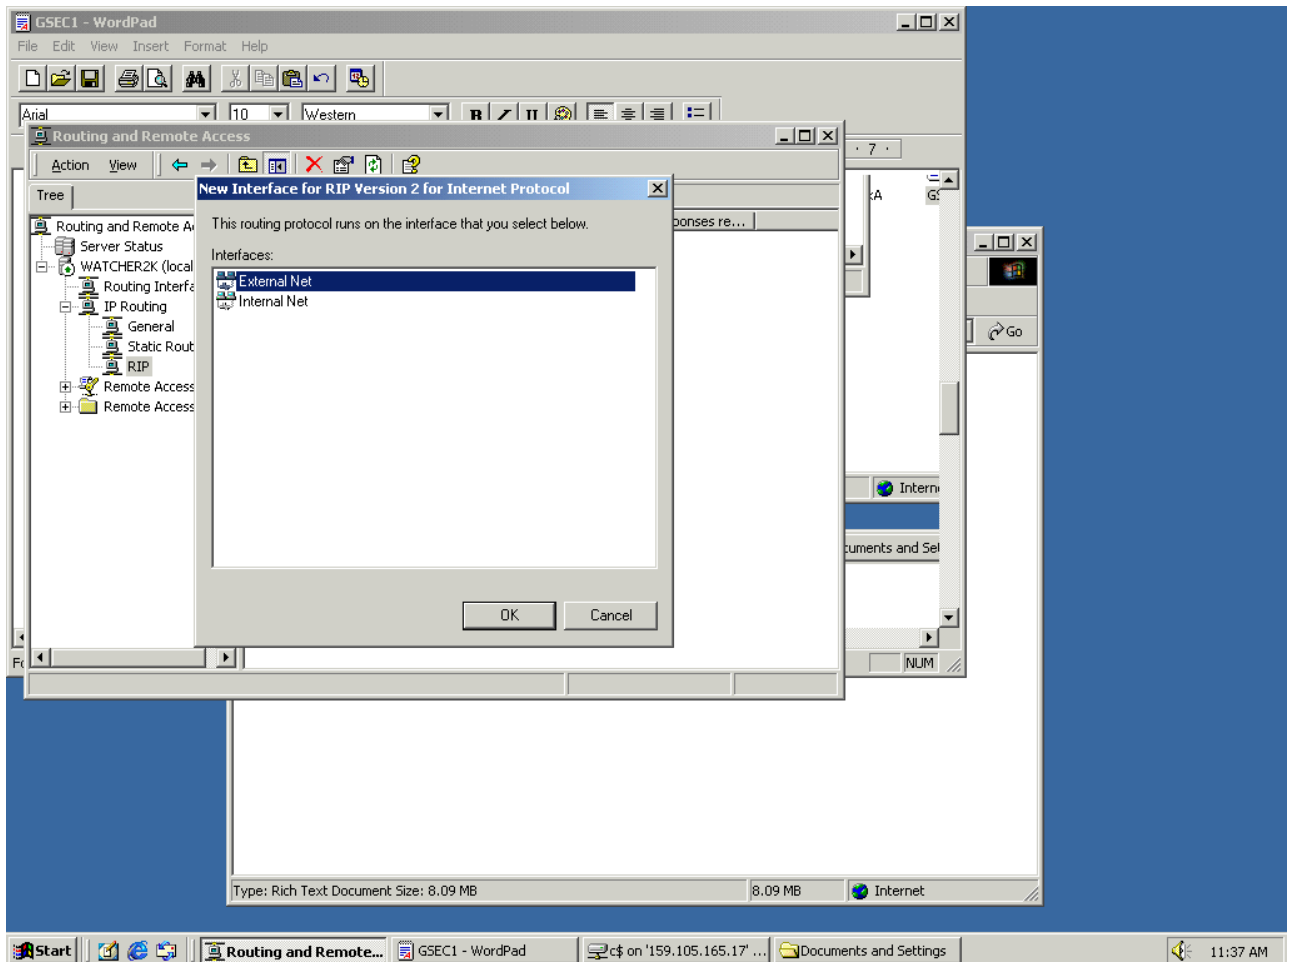 GSEC1 - WordPad
File Edit View Insert Format Help
Arial 10 Western B I U
Routing and Remote Access
· 7 ·
Action View
Tree
New Interface for RIP Version 2 for Internet Protocol
This routing protocol runs on the interface that you select below.
Interfaces:
External Net
Internal Net
OK Cancel
ponses re...
Routing and Remote A
Server Status
WATCHER2K (local
Routing Interfa
IP Routing
General
Static Rout
RIP
Remote Access
Remote Access
Go
Intern
cuments and Set
NUM
Type: Rich Text Document Size: 8.09 MB 8.09 MB Internet
Start Routing and Remote... GSEC1 - WordPad c$ on '159.105.165.17' ... Documents and Settings 11:37 AM